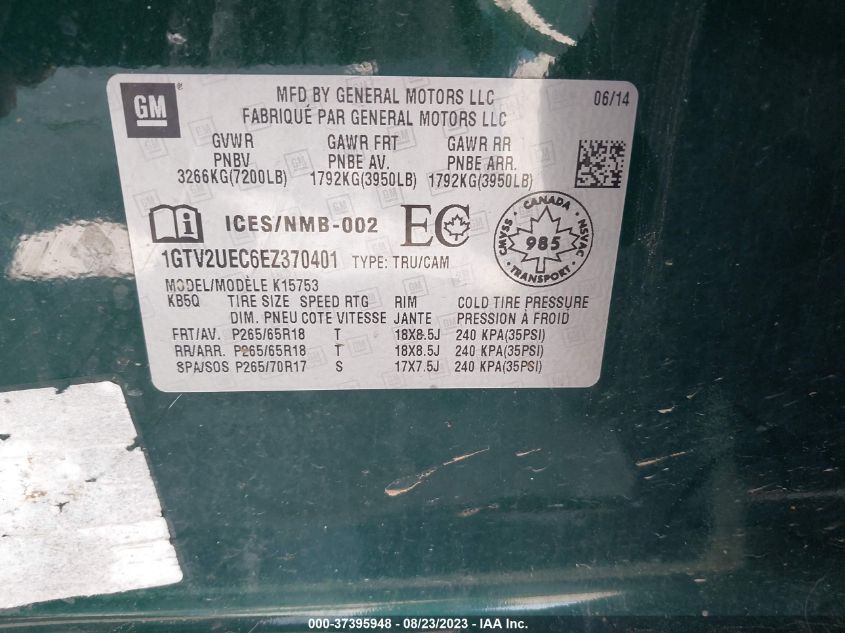 GM
MFD BY GENERAL MOTORS LLC
FABRIQUÉ PAR GENERAL MOTORS LLC
06/14
GVWR GAWR FRT GAWR RR
PNBV PNBE AV. PNBE ARR.
3266KG(7200LB) 1792KG(3950LB) 1792KG(3950LB)
ICES/NMB-002 EC
CANADA
CMVSS 985 NSVAC
TRANSPORT
1GTV2UEC6EZ370401 TYPE: TRU/CAM
MODEL/MODÈLE K15753
KB5Q TIRE SIZE SPEED RTG RIM COLD TIRE PRESSURE
DIM. PNEU COTE VITESSE JANTE PRESSION À FROID
FRT/AV. P265/65R18 T 18X8.5J 240 KPA(35PSI)
RR/ARR. P265/65R18 T 18X8.5J 240 KPA(35PSI)
SPA/SOS P265/70R17 S 17X7.5J 240 KPA(35PSI)
000-37395948 - 08/23/2023 - IAA Inc.